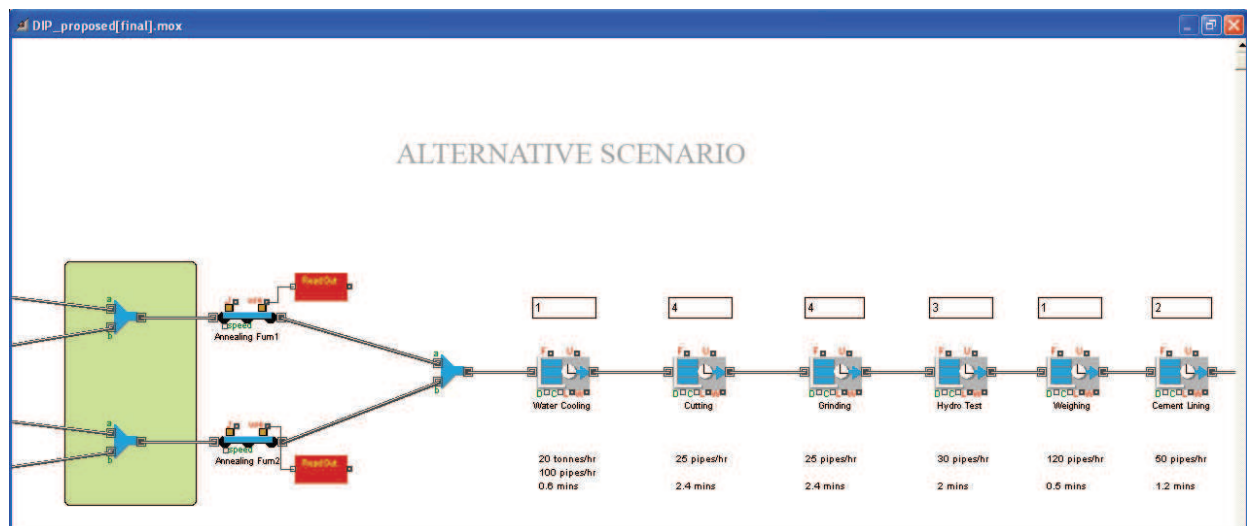 DIP_proposed[final].mox
ALTERNATIVE SCENARIO
a
b
ReadOut
speed
Annealing Furn1
a
b
1 4 4 3 1 2
F U F U F U F U F U F U
D C L W D C L W D C L W D C L W D C L W D C L W
Water Cooling Cutting Grinding Hydro Test Weighing Cement Lining
a
b
speed
Annealing Furn2
ReadOut
20 tonnes/hr 25 pipes/hr 25 pipes/hr 30 pipes/hr 120 pipes/hr 50 pipes/hr
100 pipes/hr
0.6 mins 2.4 mins 2.4 mins 2 mins 0.5 mins 1.2 mins